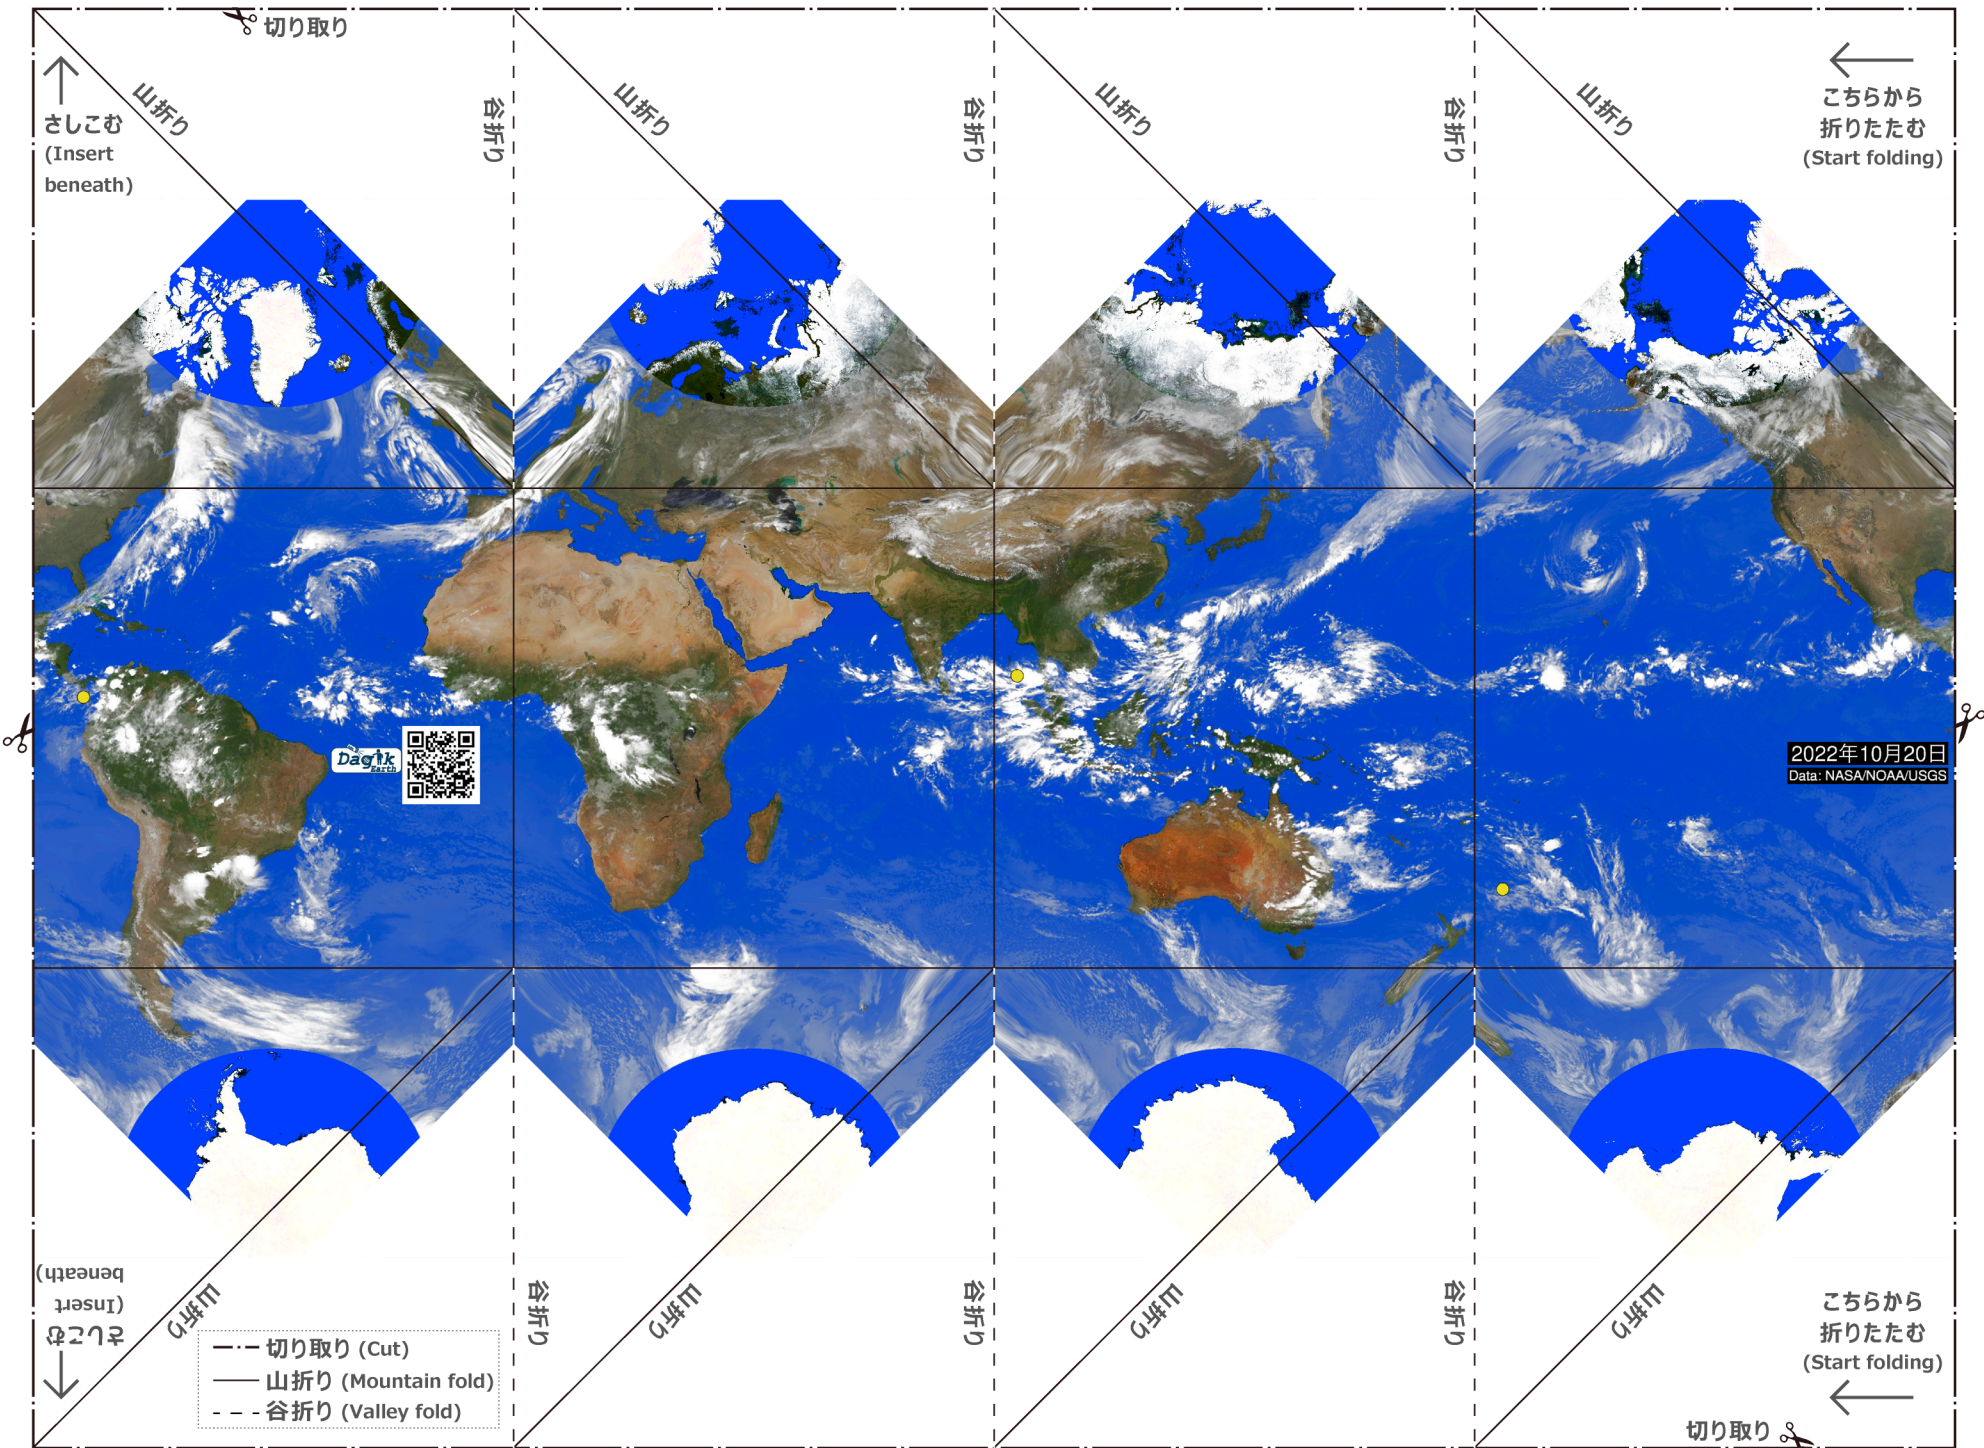 切り取り
山折り
谷折り
山折り
谷折り
山折り
谷折り
山折り
さしこむ
(Insert
beneath)
こちらから
折りたたむ
(Start folding)
Dagik
Earth
2022年10月20日
Data: NASA/NOAA/USGS
さしこむ
(Insert
beneath)
山折り
谷折り
山折り
谷折り
山折り
谷折り
山折り
こちらから
折りたたむ
(Start folding)
切り取り (Cut)
山折り (Mountain fold)
谷折り (Valley fold)
切り取り